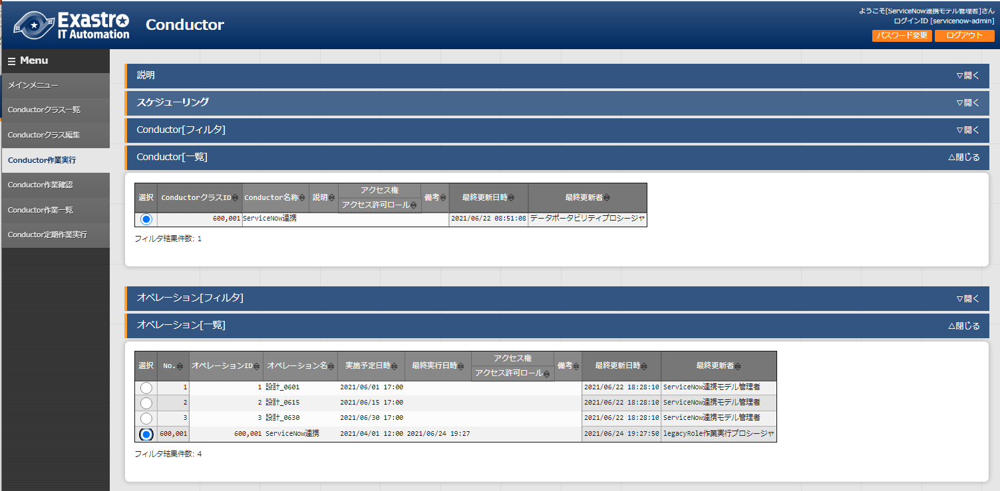 Exastro
IT Automation
Conductor
ようこそ[ServiceNow連携モデル管理者]さん
ログインID [servicenow-admin]
パスワード変更 ログアウト
☰ Menu
メインメニュー
Conductorクラス一覧
Conductorクラス編集
Conductor作業実行
Conductor作業確認
Conductor作業一覧
Conductor定期作業実行
説明 ▽開く
スケジューリング ▽開く
Conductor[フィルタ] ▽開く
Conductor[一覧] △閉じる
選択 ConductorクラスID Conductor名称 説明 アクセス権 備考 最終更新日時 最終更新者
アクセス許可ロール
600,001 ServiceNow連携 2021/06/22 08:51:08 データポータビリティプロシージャ
フィルタ結果件数: 1
オペレーション[フィルタ] ▽開く
オペレーション[一覧] △閉じる
選択 No. オペレーションID オペレーション名 実施予定日時 最終実行日時 アクセス権 備考 最終更新日時 最終更新者
アクセス許可ロール
1 1 設計_0601 2021/06/01 17:00 2021/06/22 18:28:10 ServiceNow連携モデル管理者
2 2 設計_0615 2021/06/15 17:00 2021/06/22 18:28:10 ServiceNow連携モデル管理者
3 3 設計_0630 2021/06/30 17:00 2021/06/22 18:28:10 ServiceNow連携モデル管理者
600,001 600,001 ServiceNow連携 2021/04/01 12:00 2021/06/24 19:27 2021/06/24 19:27:50 legacyRole作業実行プロシージャ
フィルタ結果件数: 4